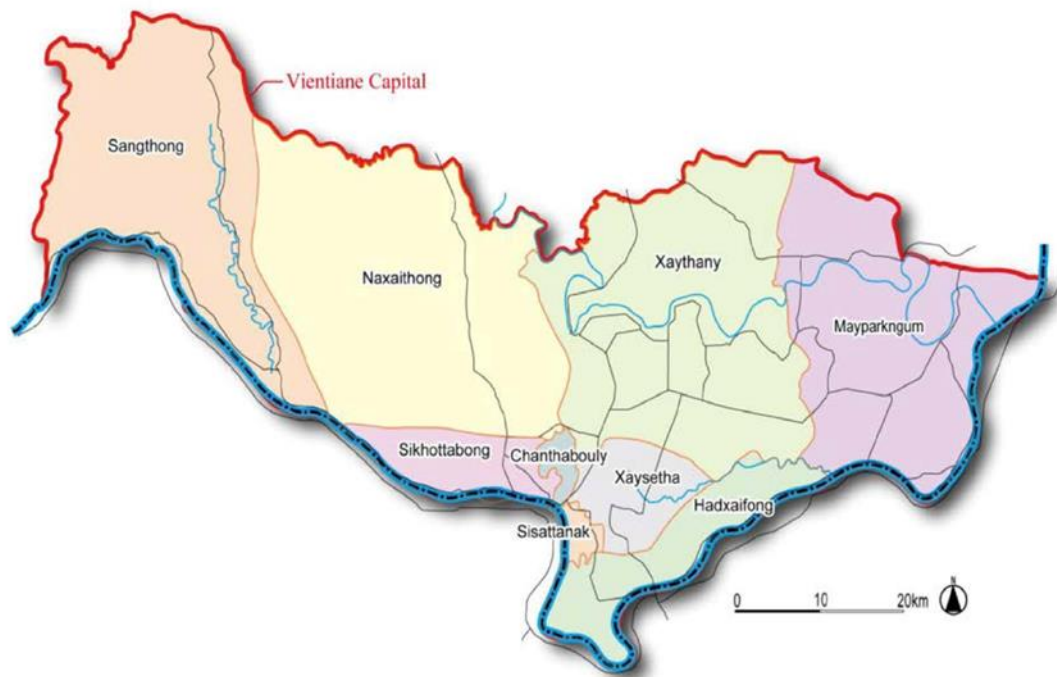 Vientiane Capital
Sangthong
Xaythany
Naxaithong
Mayparkngum
Sikhottabong
Chanthabouly
Xaysetha
Hadxaifong
Sisattanak
0 10 20km
N